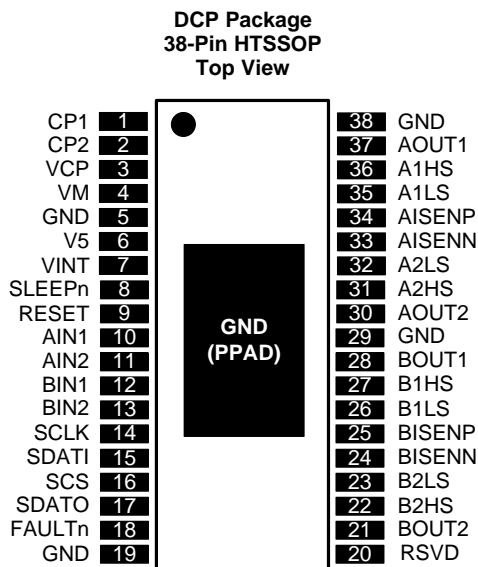 DCP Package
38-Pin HTSSOP
Top View
CP1 1 38 GND
CP2 2 37 AOUT1
VCP 3 36 A1HS
VM 4 35 A1LS
GND 5 34 AISENP
V5 6 33 AISENN
VINT 7 32 A2LS
SLEEPn 8 31 A2HS
RESET 9 30 AOUT2
AIN1 10 29 GND
AIN2 11 28 BOUT1
BIN1 12 27 B1HS
BIN2 13 26 B1LS
SCLK 14 25 BISENP
SDATI 15 24 BISENN
SCS 16 23 B2LS
SDATO 17 22 B2HS
FAULTn 18 21 BOUT2
GND 19 20 RSVD
GND
(PPAD)